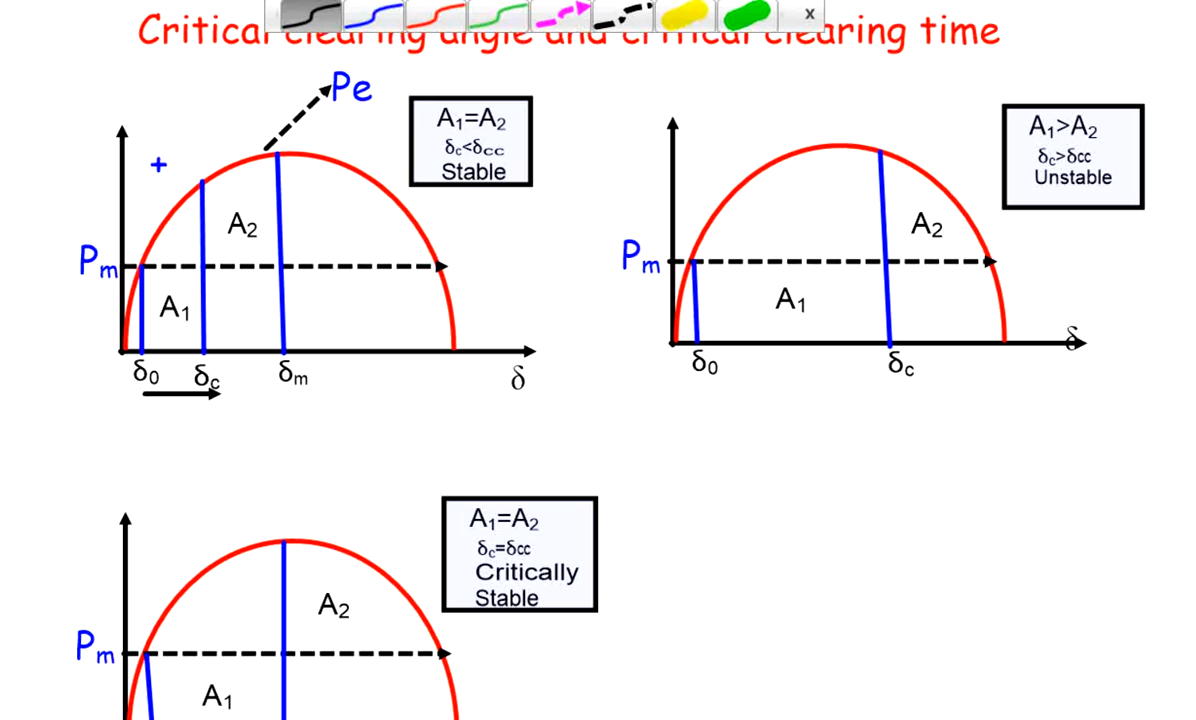 Critical clearing angle and critical clearing time
x
Pe
+
A₁=A₂
δc<δcc
Stable
A₂
Pm
A₁
δ₀
δc
δm
δ
A₁>A₂
δc>δcc
Unstable
A₂
Pm
A₁
δ
δ₀
δc
A₁=A₂
δc=δcc
Critically
Stable
A₂
Pm
A₁